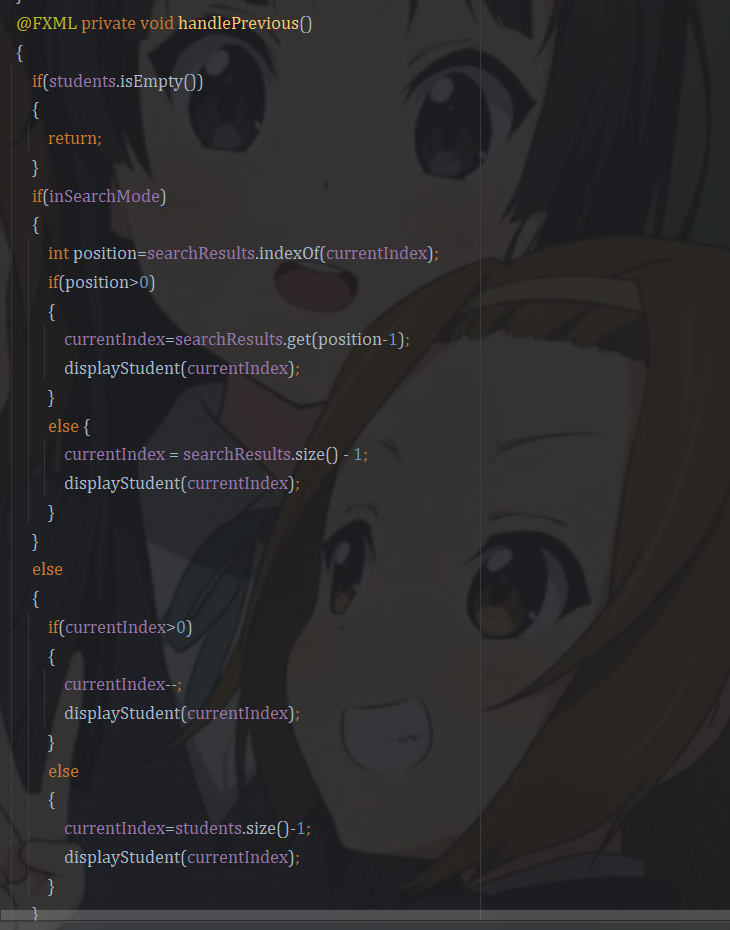 }
@FXML private void handlePrevious()
{
if(students.isEmpty())
{
return;
}
if(inSearchMode)
{
int position=searchResults.indexOf(currentIndex);
if(position>0)
{
currentIndex=searchResults.get(position-1);
displayStudent(currentIndex);
}
else {
currentIndex = searchResults.size() - 1;
displayStudent(currentIndex);
}
}
else
{
if(currentIndex>0)
{
currentIndex--;
displayStudent(currentIndex);
}
else
{
currentIndex=students.size()-1;
displayStudent(currentIndex);
}
}